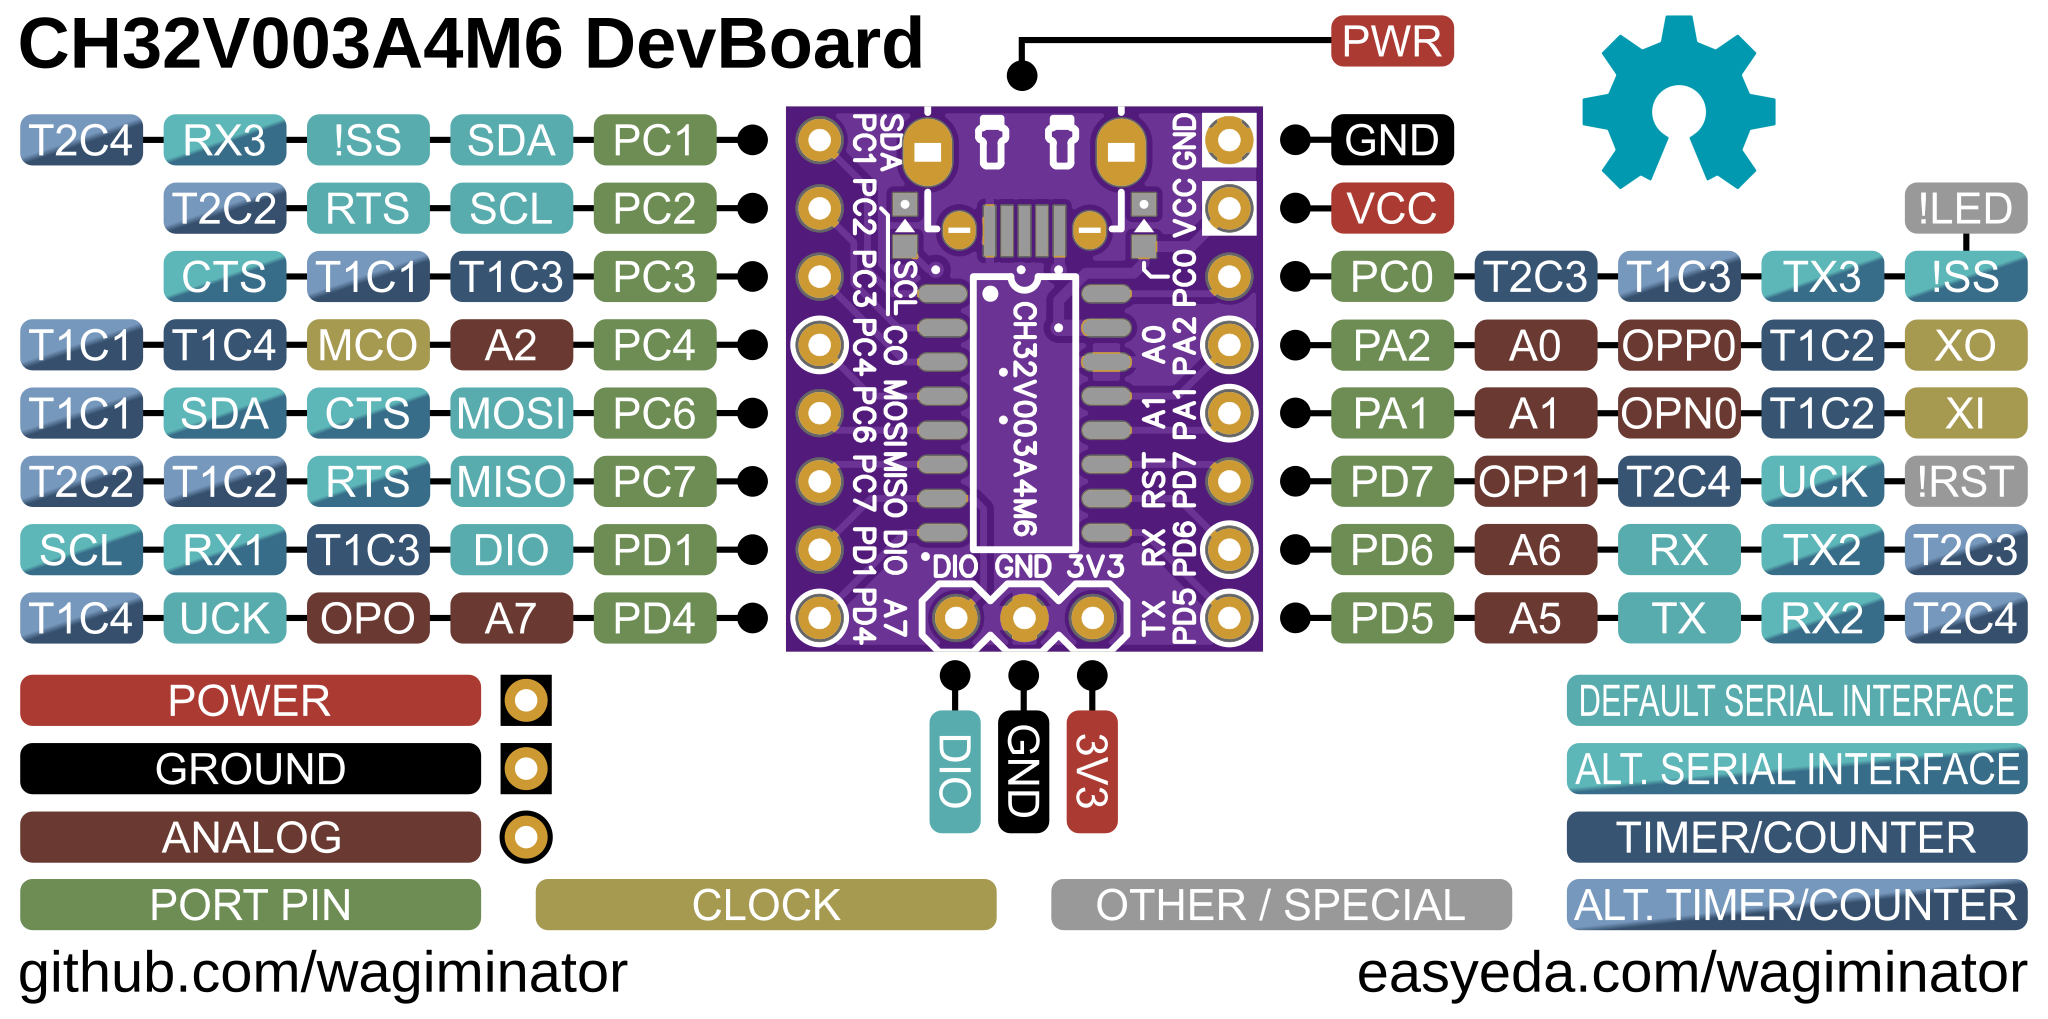 CH32V003A4M6 DevBoard
PWR
T2C4 RX3 !SS SDA PC1
GND
T2C2 RTS SCL PC2
VCC
!LED
CTS T1C1 T1C3 PC3
PC0 T2C3 T1C3 TX3 !SS
T1C1 T1C4 MCO A2 PC4
PA2 A0 OPP0 T1C2 XO
T1C1 SDA CTS MOSI PC6
PA1 A1 OPN0 T1C2 XI
T2C2 T1C2 RTS MISO PC7
PD7 OPP1 T2C4 UCK !RST
SCL RX1 T1C3 DIO PD1
PD6 A6 RX TX2 T2C3
T1C4 UCK OPO A7 PD4
PD5 A5 TX RX2 T2C4
PC1 PC2 PC3 PC4 PC6 PC7 PD1 PD4
SDA SCL CO MOSI MISO DIO A7
CH32V003A4M6
A0 A1 RST RX TX
GND VCC PC0 PA2 PA1 PD7 PD6 PD5
DIO GND 3V3
DIO
GND
3V3
POWER
GROUND
ANALOG
PORT PIN
CLOCK
OTHER / SPECIAL
DEFAULT SERIAL INTERFACE
ALT. SERIAL INTERFACE
TIMER/COUNTER
ALT. TIMER/COUNTER
github.com/wagiminator
easyeda.com/wagiminator